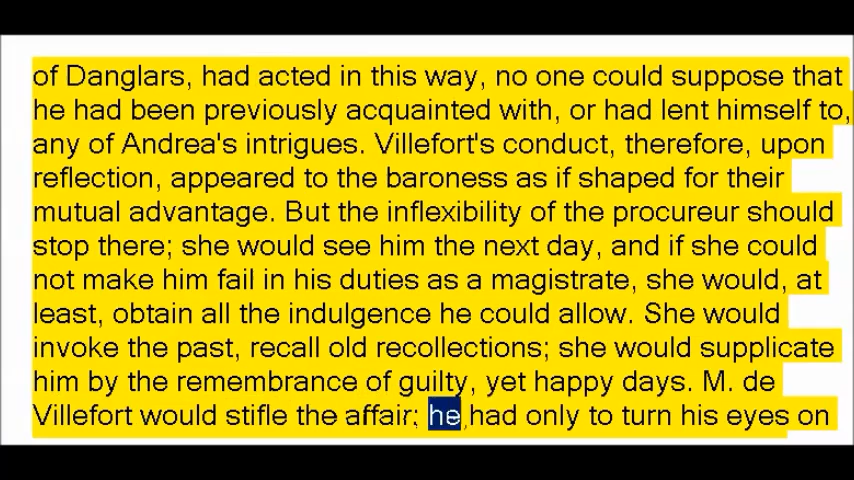 of Danglars, had acted in this way, no one could suppose that
he had been previously acquainted with, or had lent himself to,
any of Andrea's intrigues. Villefort's conduct, therefore, upon
reflection, appeared to the baroness as if shaped for their
mutual advantage. But the inflexibility of the procureur should
stop there; she would see him the next day, and if she could
not make him fail in his duties as a magistrate, she would, at
least, obtain all the indulgence he could allow. She would
invoke the past, recall old recollections; she would supplicate
him by the remembrance of guilty, yet happy days. M. de
Villefort would stifle the affair; he had only to turn his eyes on